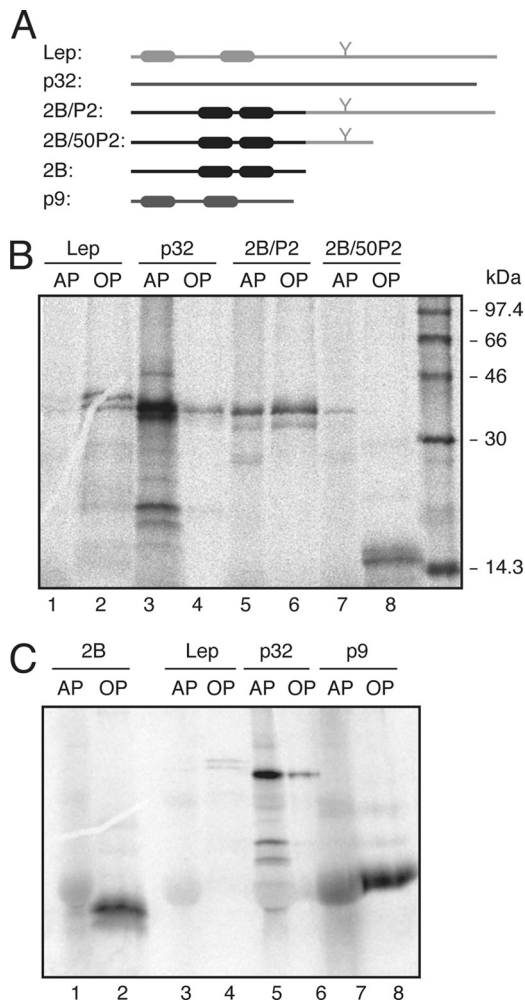 A
Lep:
Y
p32:
2B/P2:
Y
2B/50P2:
Y
2B:
p9:
B
Lep p32 2B/P2 2B/50P2
AP OP AP OP AP OP AP OP kDa
– 97.4
– 66
– 46
– 30
– 14.3
1 2 3 4 5 6 7 8
C
2B Lep p32 p9
AP OP AP OP AP OP AP OP
1 2 3 4 5 6 7 8